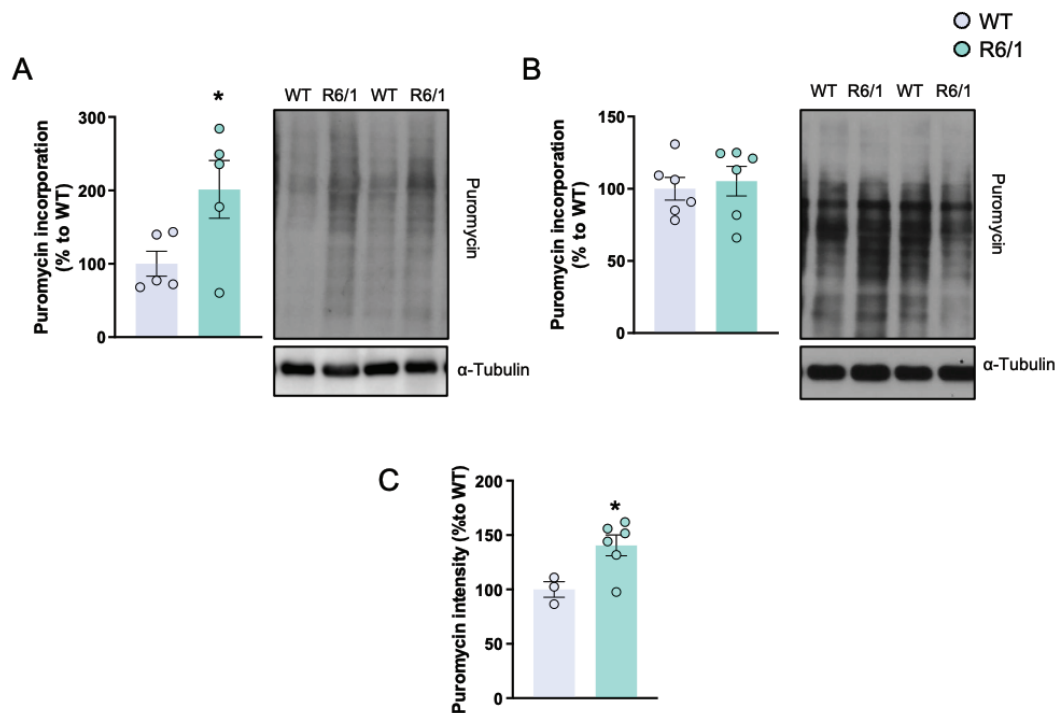 WT
R6/1
A
Puromycin incorporation
(% to WT)
300
200
100
0
*
WT R6/1 WT R6/1
Puromycin
α-Tubulin
B
Puromycin incorporation
(% to WT)
150
100
50
0
WT R6/1 WT R6/1
Puromycin
α-Tubulin
C
Puromycin intensity (%to WT)
200
150
100
50
0
*